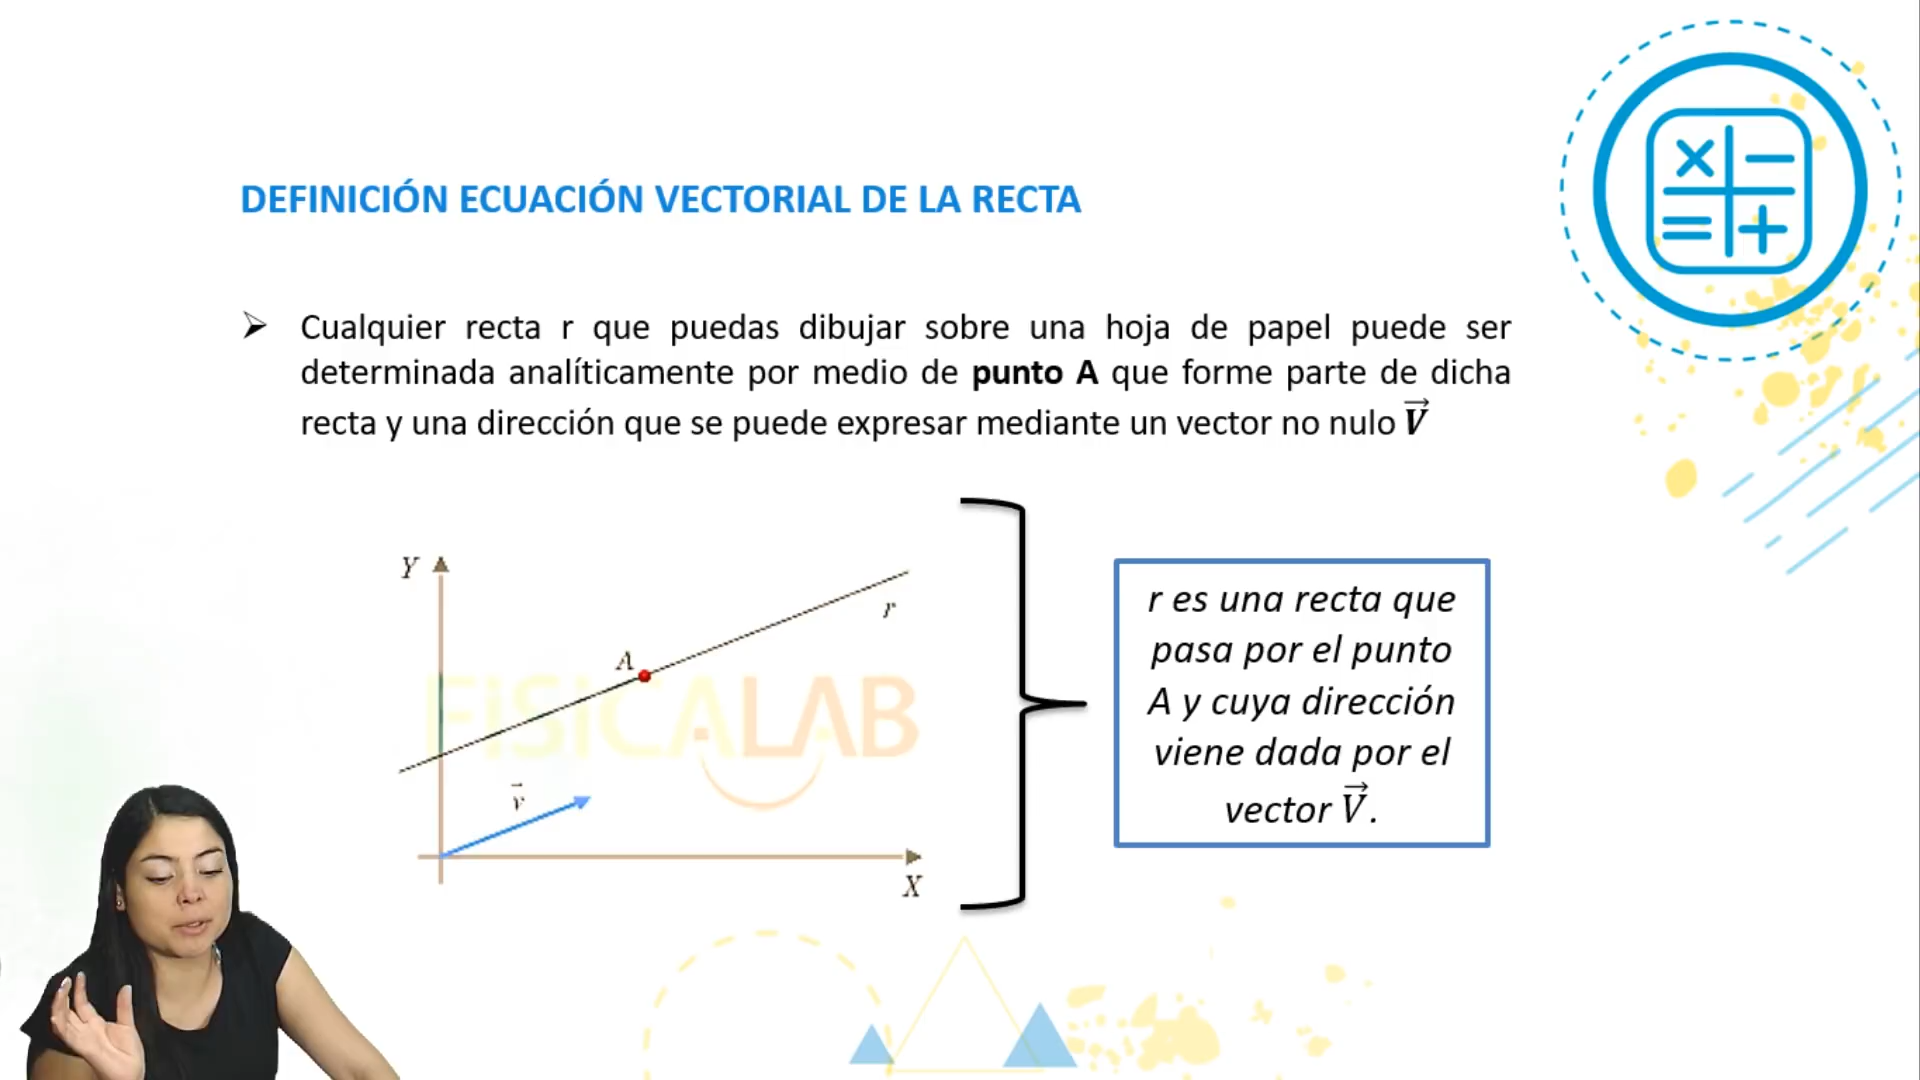 DEFINICIÓN ECUACIÓN VECTORIAL DE LA RECTA
➢ Cualquier recta r que puedas dibujar sobre una hoja de papel puede ser
determinada analíticamente por medio de punto A que forme parte de dicha
recta y una dirección que se puede expresar mediante un vector no nulo V⃗
Y
r
A
FISICALAB
v⃗
X
r es una recta que
pasa por el punto
A y cuya dirección
viene dada por el
vector V⃗.